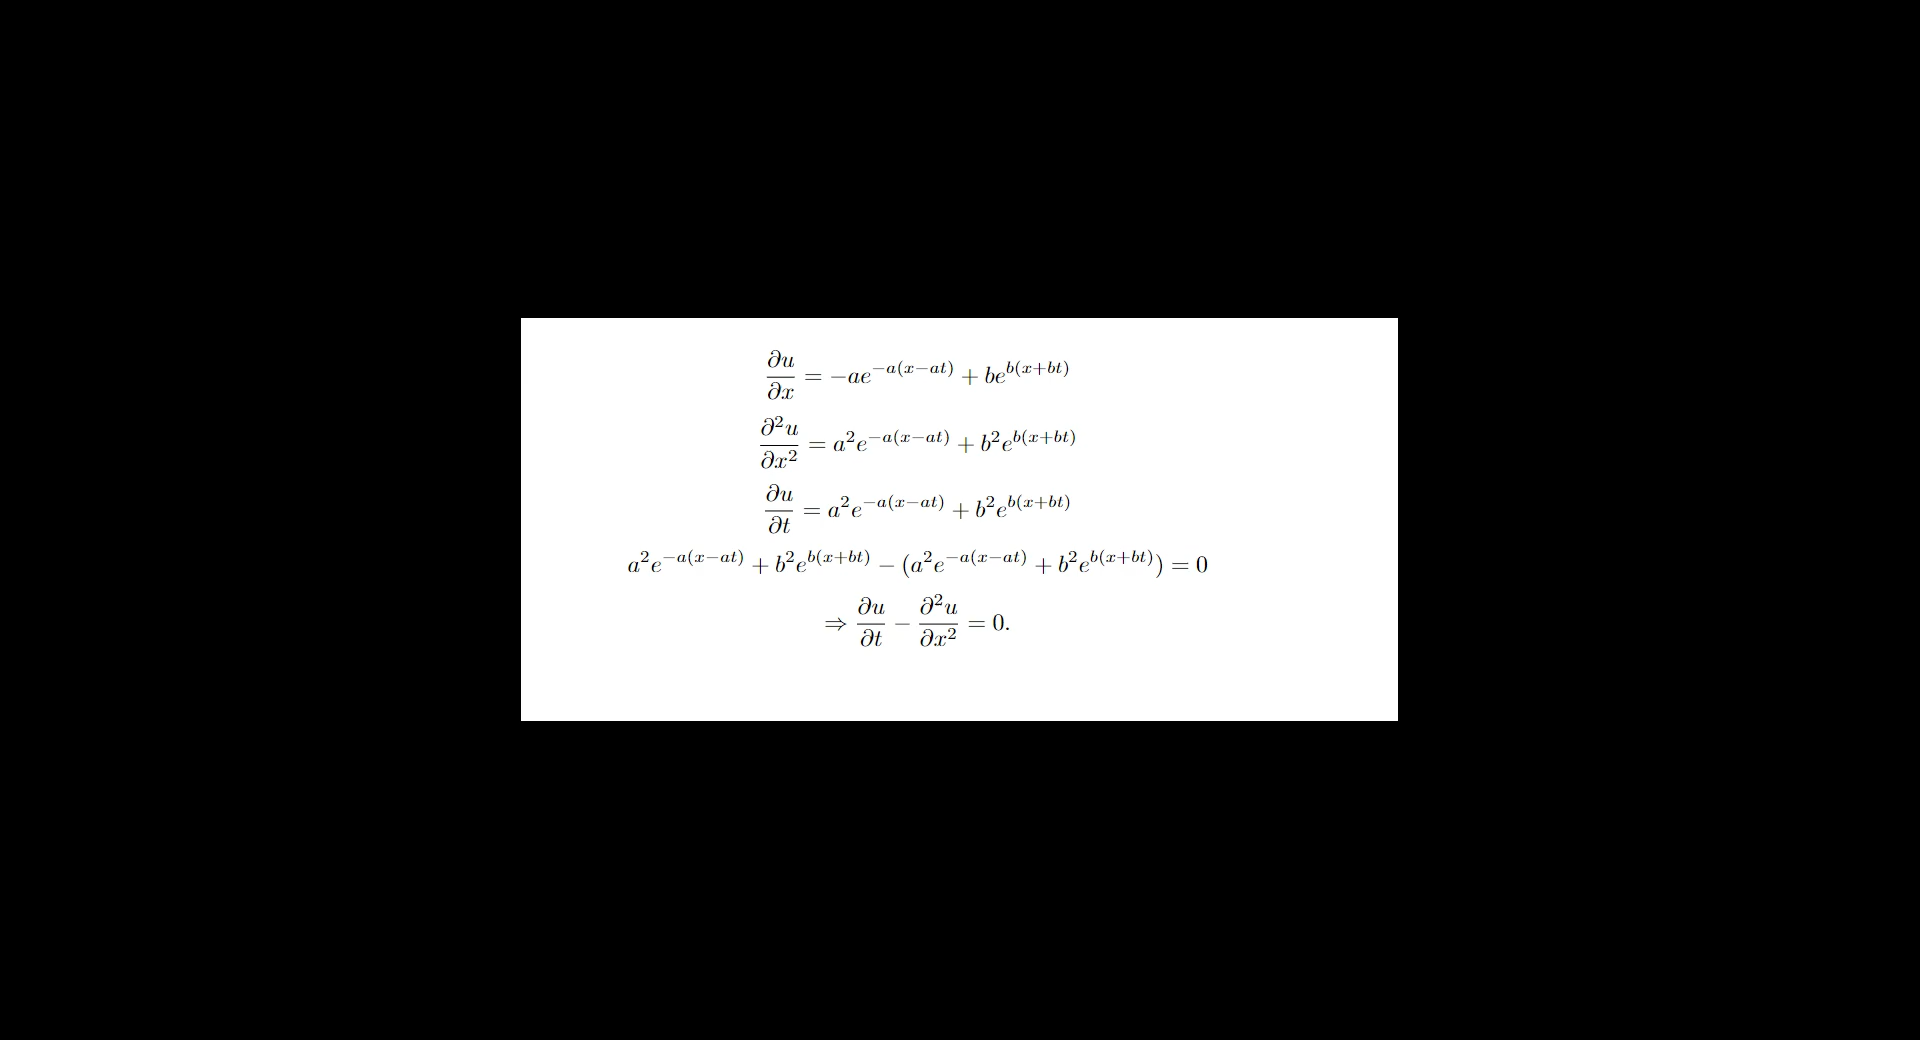 ∂u/∂x = −ae^{−a(x−at)} + be^{b(x+bt)}
∂²u/∂x² = a²e^{−a(x−at)} + b²e^{b(x+bt)}
∂u/∂t = a²e^{−a(x−at)} + b²e^{b(x+bt)}
a²e^{−a(x−at)} + b²e^{b(x+bt)} − (a²e^{−a(x−at)} + b²e^{b(x+bt)}) = 0
⇒ ∂u/∂t − ∂²u/∂x² = 0.